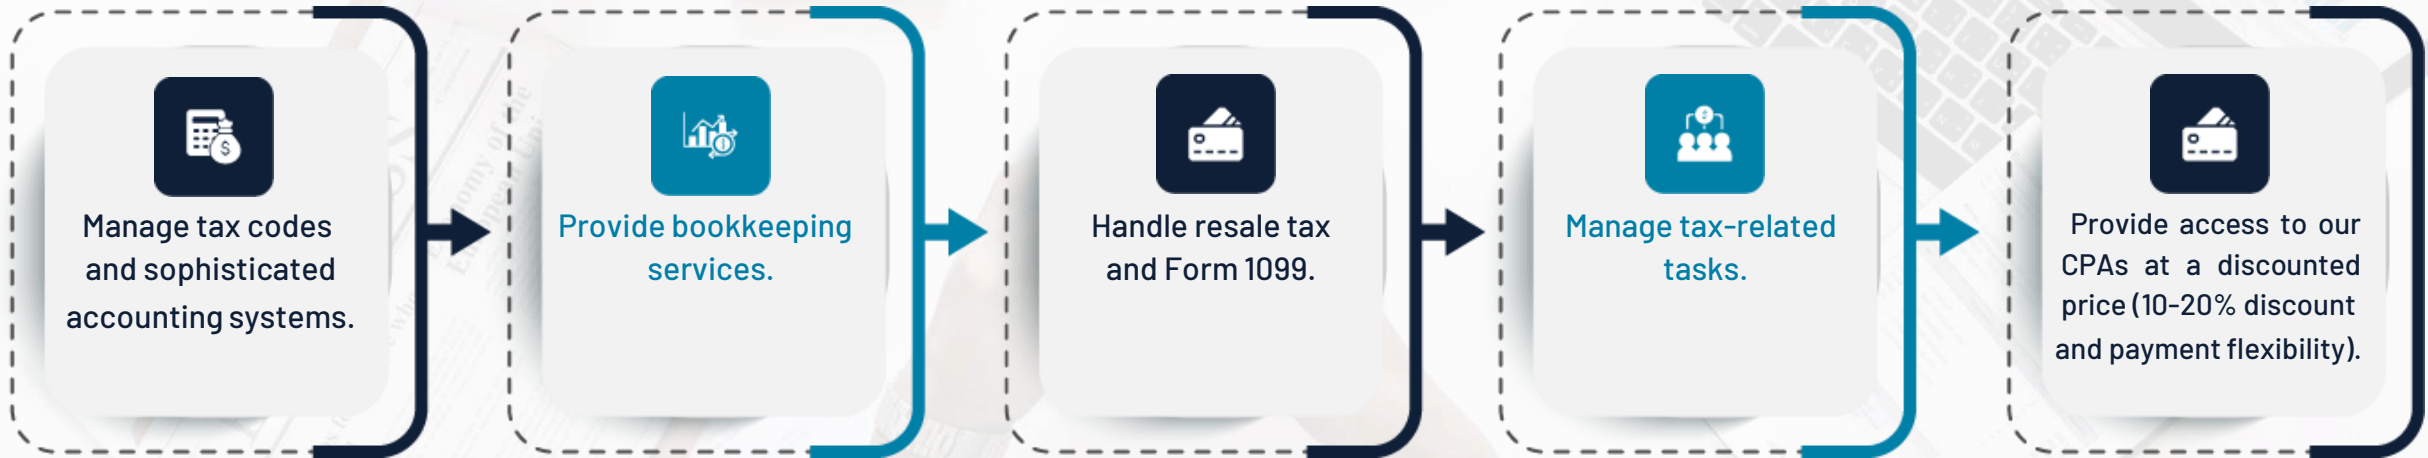 Manage tax codes
and sophisticated
accounting systems.
Provide bookkeeping
services.
Handle resale tax
and Form 1099.
Manage tax-related
tasks.
Provide access to our
CPAs at a discounted
price (10-20% discount
and payment flexibility).